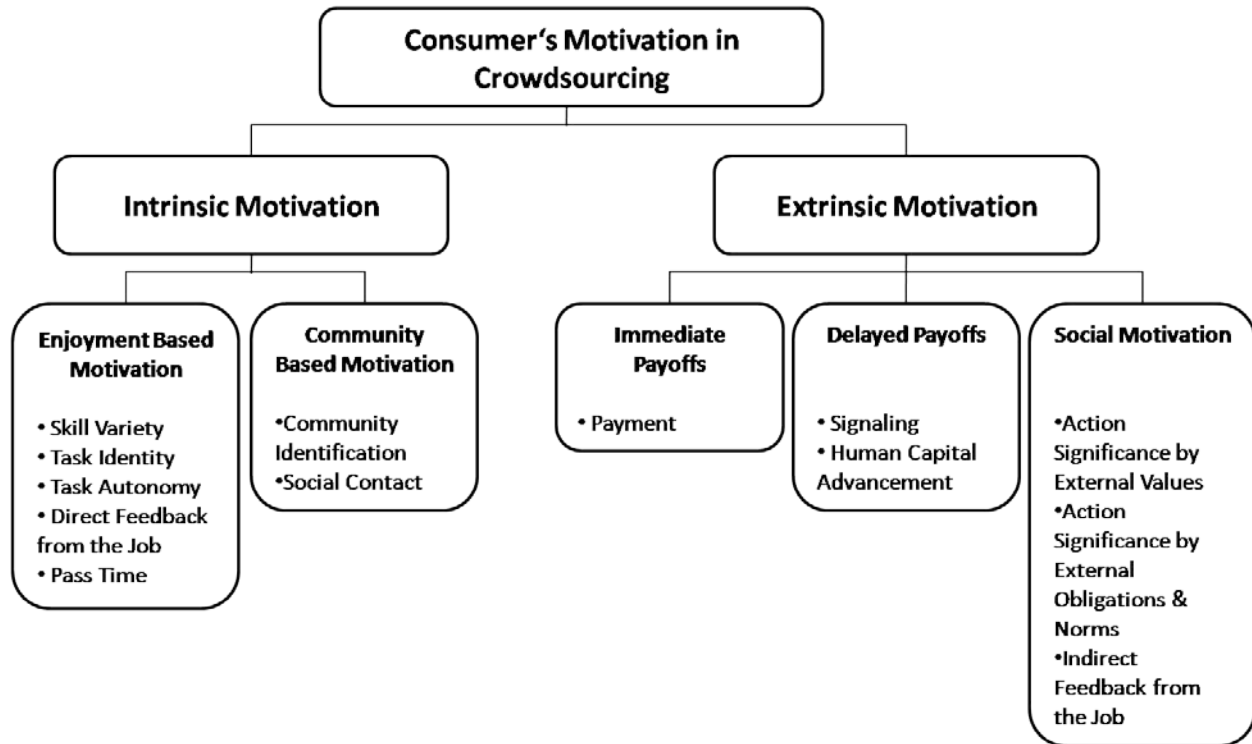 Consumer‘s Motivation in
Crowdsourcing
Intrinsic Motivation
Extrinsic Motivation
Enjoyment Based
Motivation
• Skill Variety
• Task Identity
• Task Autonomy
• Direct Feedback
from the Job
• Pass Time
Community
Based Motivation
•Community
Identification
•Social Contact
Immediate
Payoffs
• Payment
Delayed Payoffs
• Signaling
• Human Capital
Advancement
Social Motivation
•Action
Significance by
External Values
•Action
Significance by
External
Obligations &
Norms
•Indirect
Feedback from
the Job